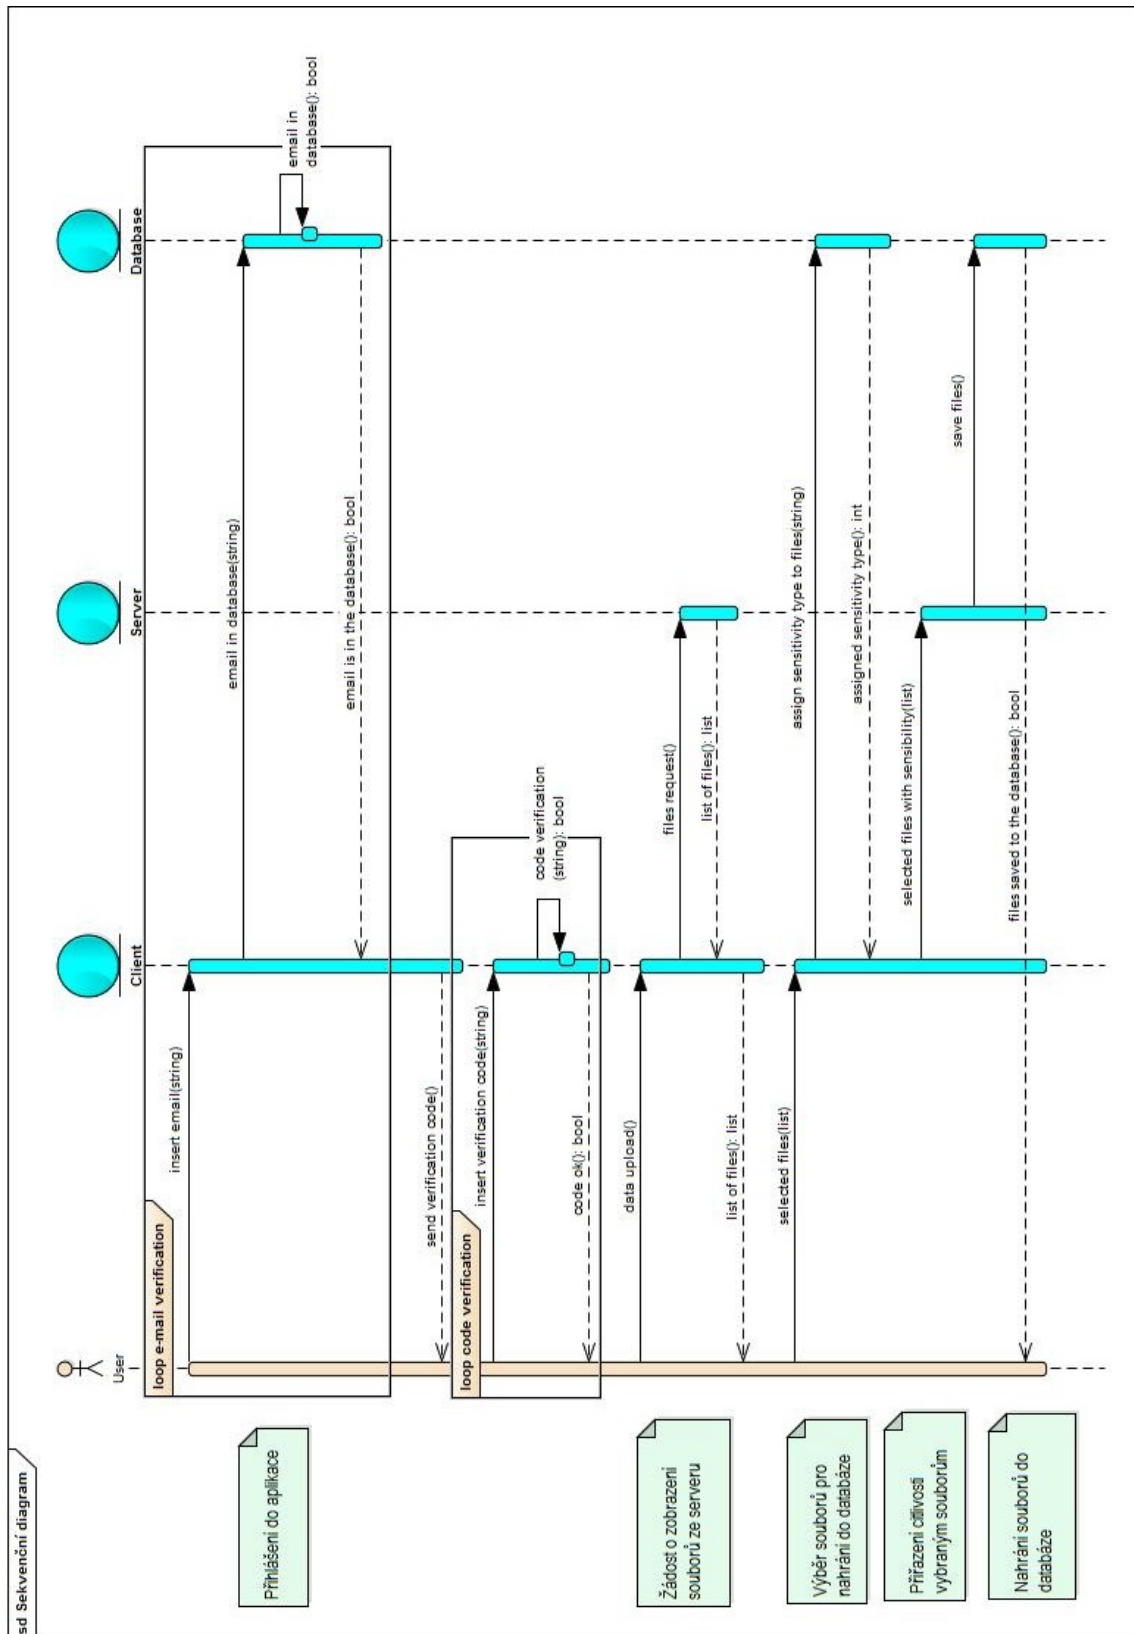 sd Sekvenční diagram
User
Client
Server
Database
Přihlášení do aplikace
loop e-mail verification
insert email(string)
email in database(string)
email in
database(): bool
email is in the database(): bool
send verification code()
loop code verification
insert verification code(string)
code verification
(string): bool
code ok(): bool
Žádost o zobrazení
souborů ze serveru
data upload()
files request()
list of files(): list
list of files(): list
Výběr souborů pro
nahrání do databáze
selected files(list)
assign sensitivity type to files(string)
Přiřazení citlivosti
vybraným souborům
assigned sensitivity type(): int
selected files with sensibility(list)
Nahrání souborů do
databáze
save files()
files saved to the database(): bool